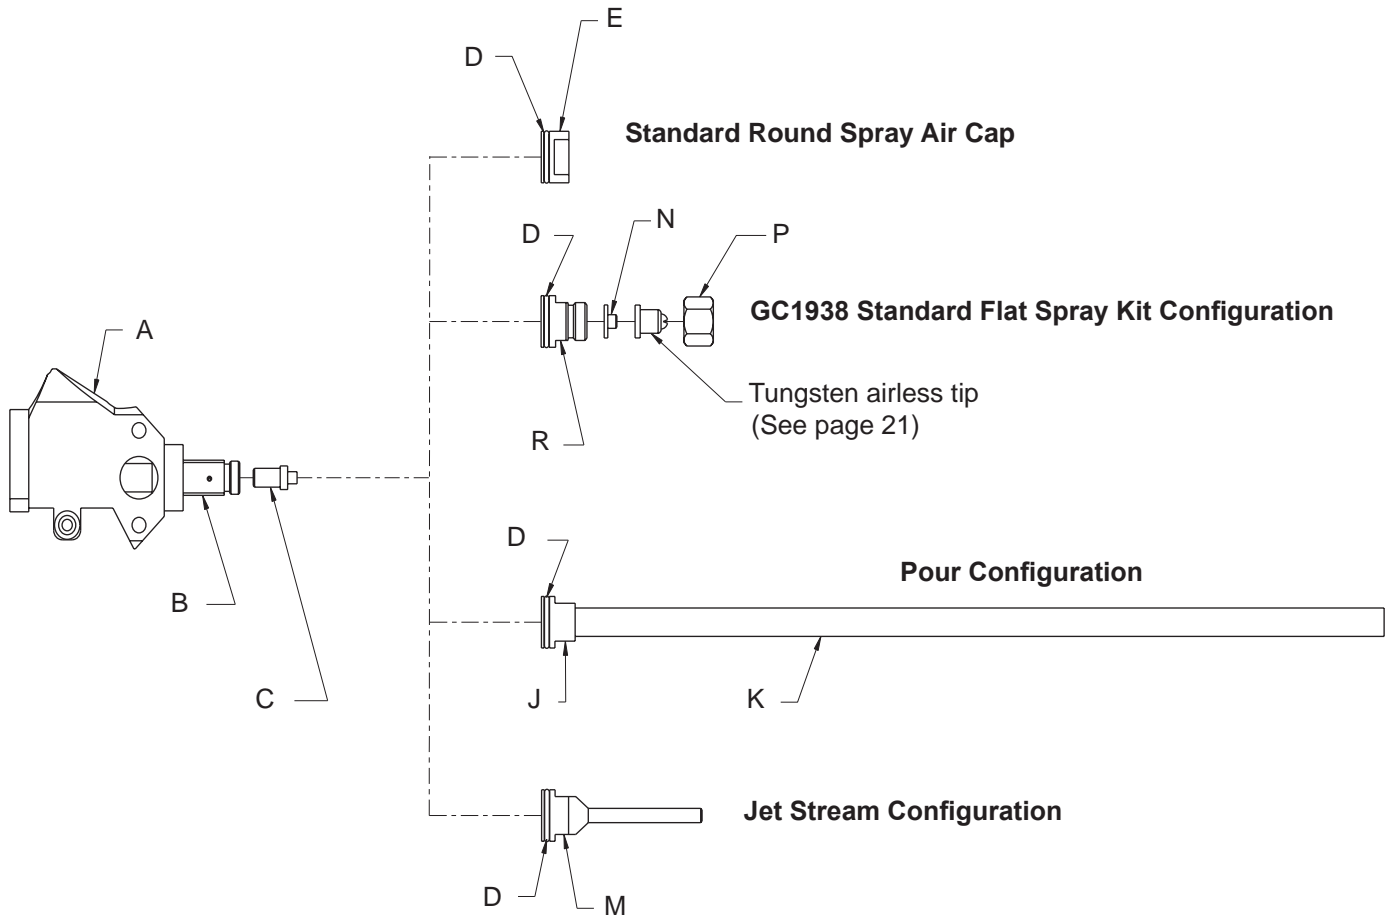 E
D
Standard Round Spray Air Cap
N
D
P
GC1938 Standard Flat Spray Kit Configuration
A
Tungsten airless tip
(See page 21)
R
D
Pour Configuration
B
C
J
K
Jet Stream Configuration
D
M